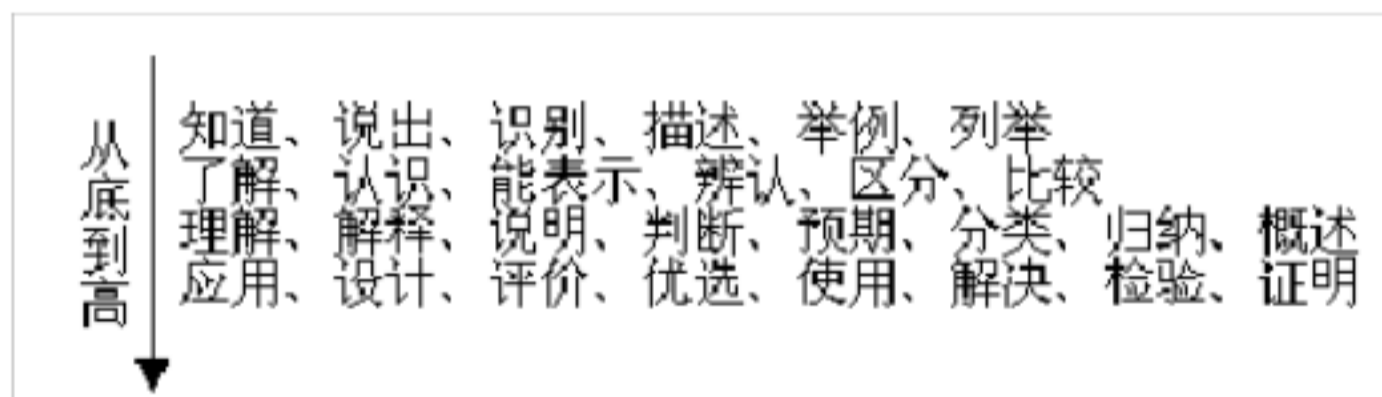 从底到高
知道、说出、识别、描述、举例、列举
了解、认识、能表示、辨认、区分、比较
理解、解释、说明、判断、预期、分类、归纳、概述
应用、设计、评价、优选、使用、解决、检验、证明